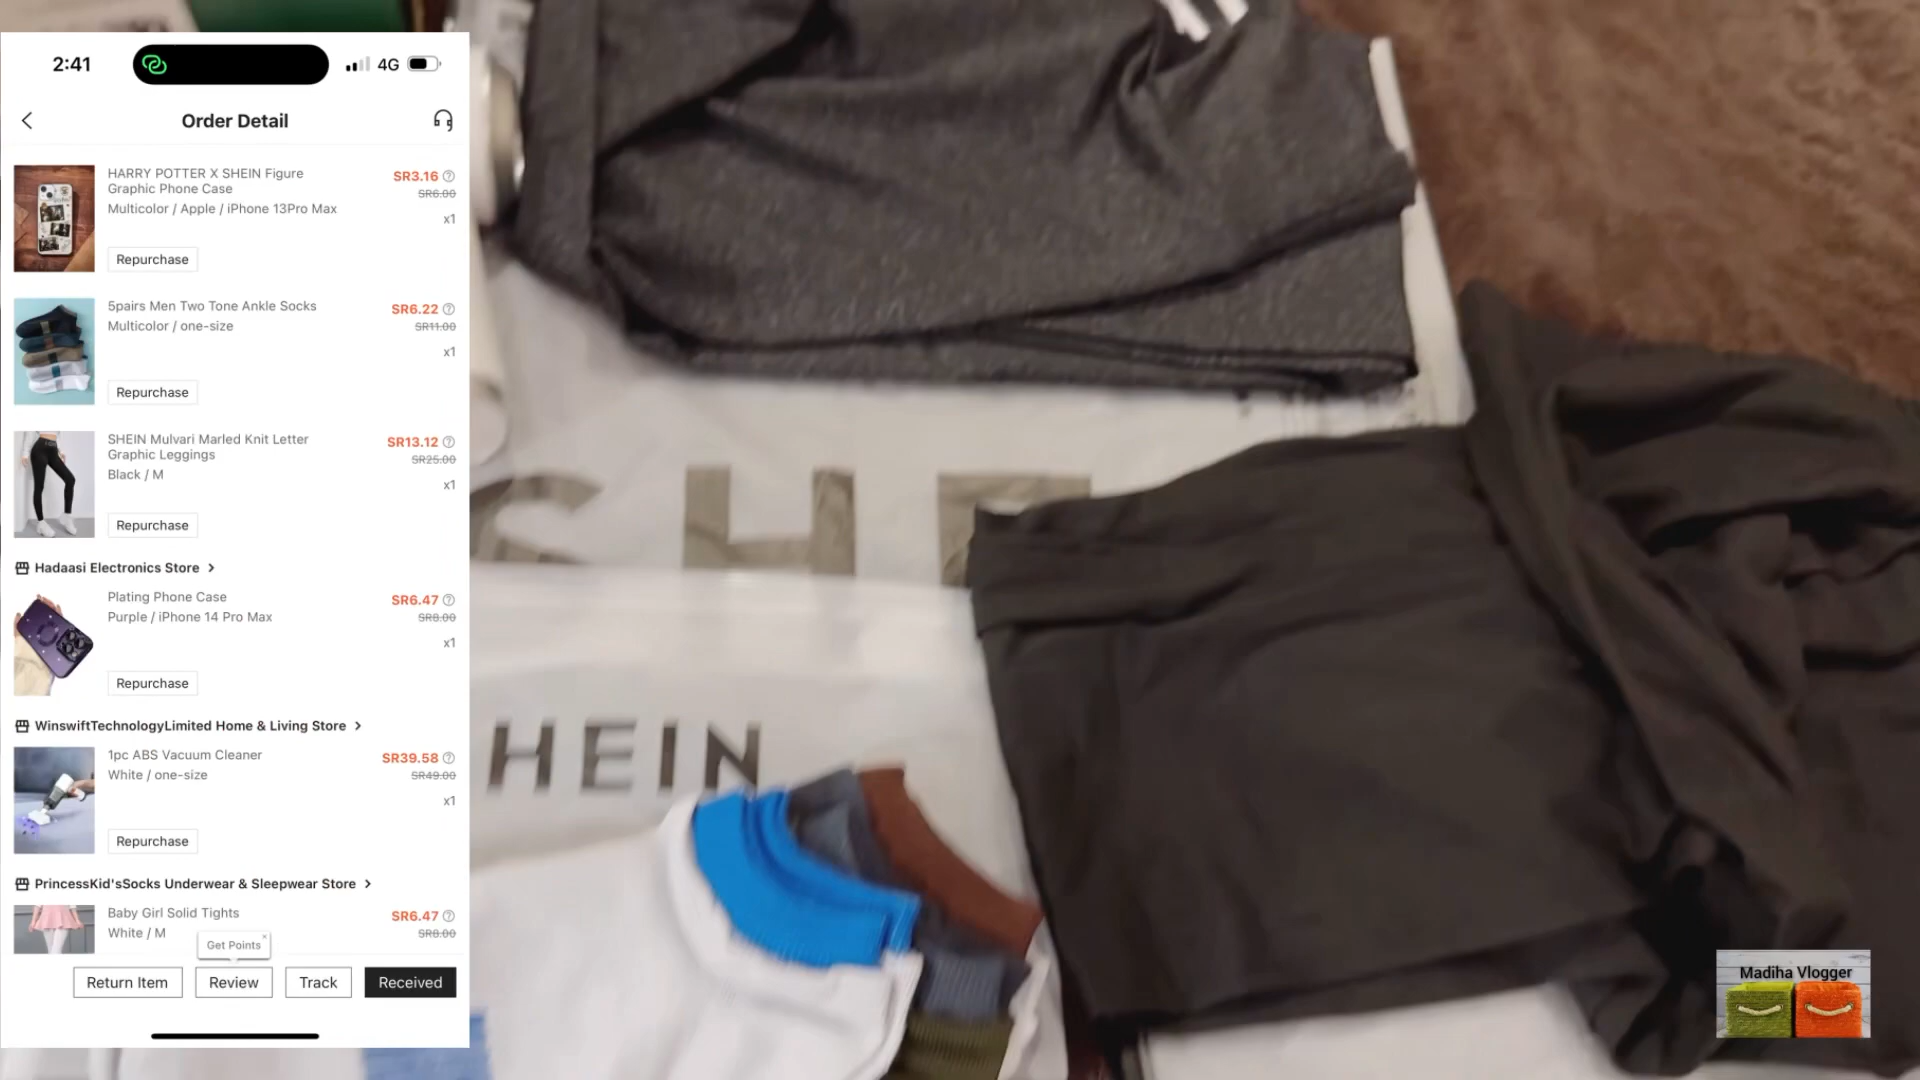 2:41
4G
Order Detail
HARRY POTTER X SHEIN Figure
Graphic Phone Case
Multicolor / Apple / iPhone 13Pro Max
SR3.16
SR6.00
x1
Repurchase
5pairs Men Two Tone Ankle Socks
Multicolor / one-size
SR6.22
SR11.00
x1
Repurchase
SHEIN Mulvari Marled Knit Letter
Graphic Leggings
Black / M
SR13.12
SR25.00
x1
Repurchase
Hadaasi Electronics Store >
Plating Phone Case
Purple / iPhone 14 Pro Max
SR6.47
SR8.00
x1
Repurchase
WinswiftTechnologyLimited Home & Living Store >
1pc ABS Vacuum Cleaner
White / one-size
SR39.58
SR49.00
x1
Repurchase
PrincessKid'sSocks Underwear & Sleepwear Store >
Baby Girl Solid Tights
White / M
SR6.47
SR8.00
Get Points
Return Item
Review
Track
Received
SHE
HEIN
Madiha Vlogger